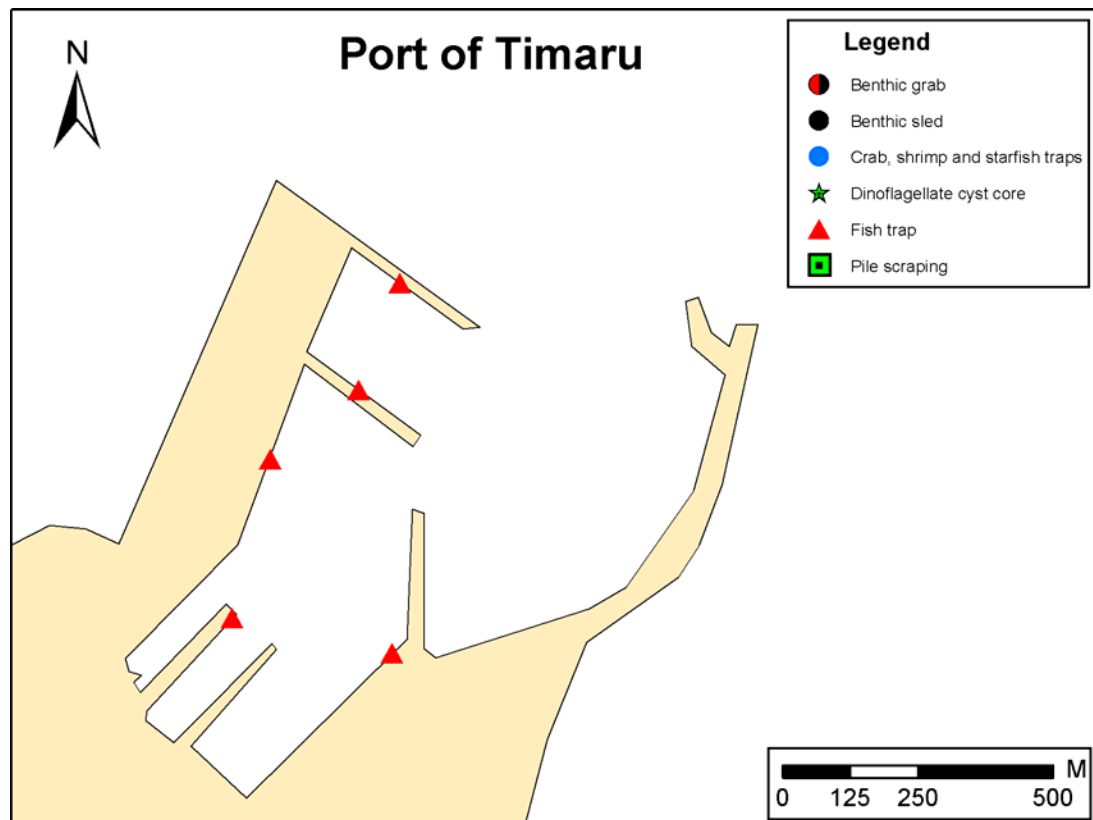 Port of Timaru
N
Legend
Benthic grab
Benthic sled
Crab, shrimp and starfish traps
Dinoflagellate cyst core
Fish trap
Pile scraping
M
0 125 250 500